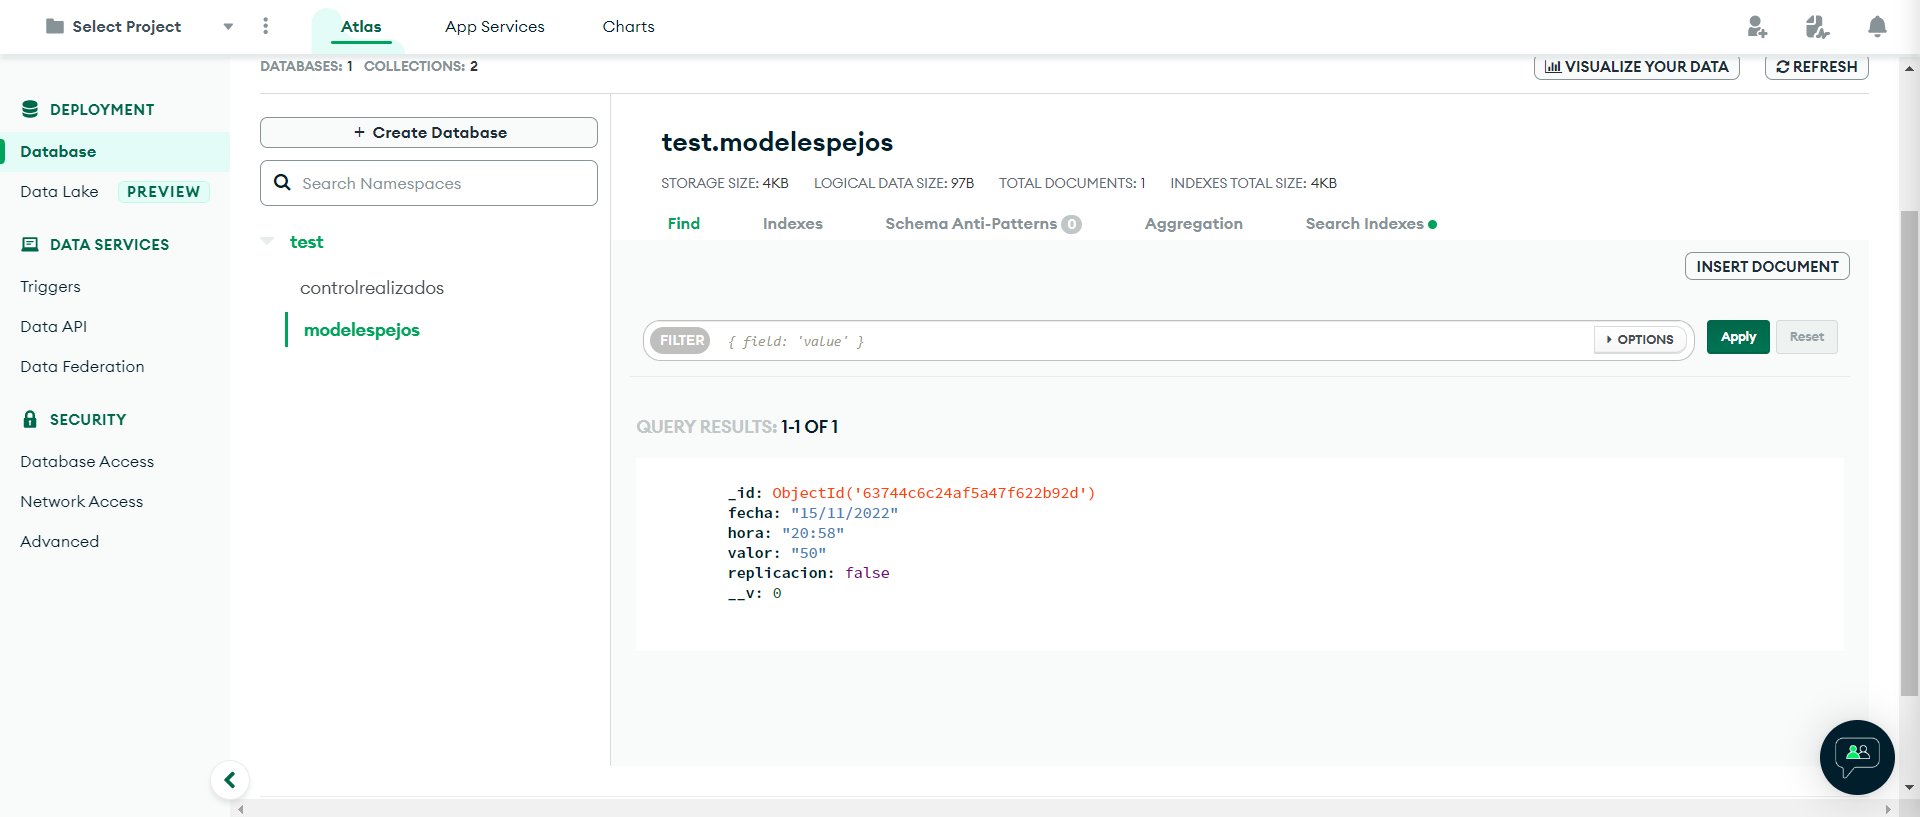 Select Project
Atlas
App Services
Charts
DATABASES: 1 COLLECTIONS: 2
VISUALIZE YOUR DATA
REFRESH
DEPLOYMENT
Database
Data Lake PREVIEW
DATA SERVICES
Triggers
Data API
Data Federation
SECURITY
Database Access
Network Access
Advanced
+ Create Database
Search Namespaces
test
controlrealizados
modelespejos
test.modelespejos
STORAGE SIZE: 4KB LOGICAL DATA SIZE: 97B TOTAL DOCUMENTS: 1 INDEXES TOTAL SIZE: 4KB
Find Indexes Schema Anti-Patterns 0 Aggregation Search Indexes
INSERT DOCUMENT
FILTER { field: 'value' } OPTIONS Apply Reset
QUERY RESULTS: 1-1 OF 1
_id: ObjectId('63744c6c24af5a47f622b92d')
fecha: "15/11/2022"
hora: "20:58"
valor: "50"
replicacion: false
__v: 0